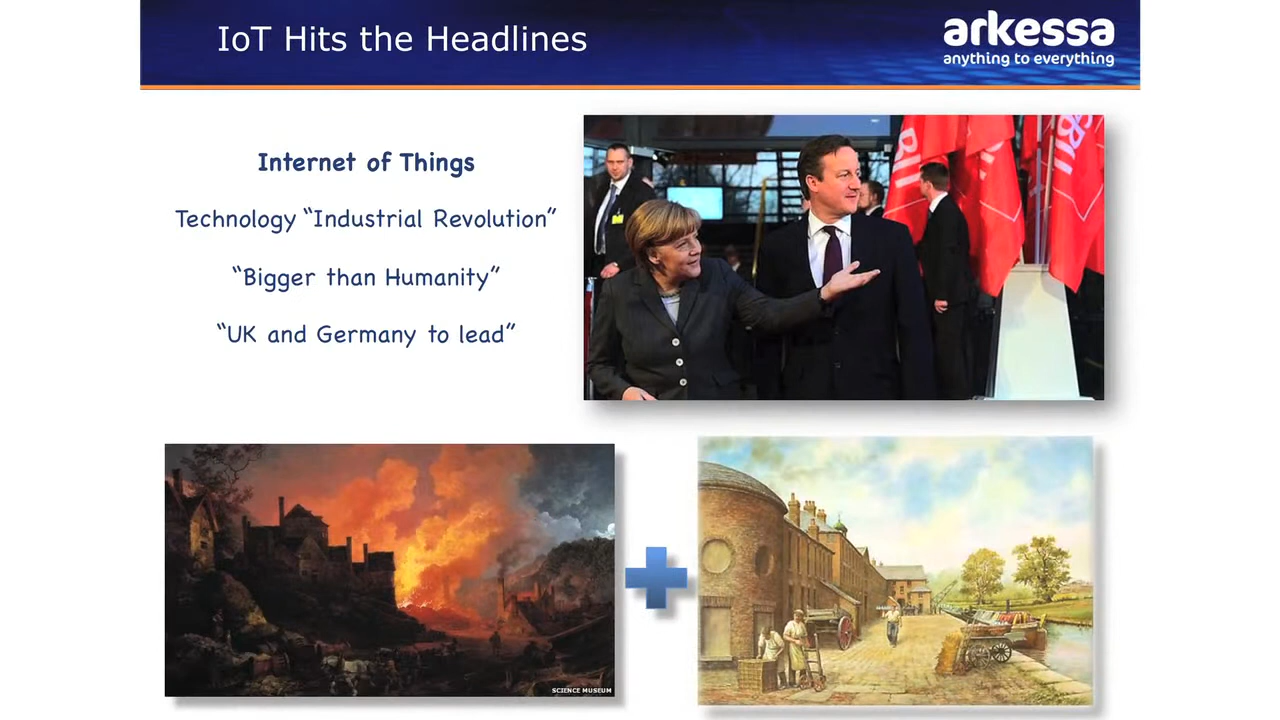 IoT Hits the Headlines
arkessa
anything to everything
Internet of Things
Technology “Industrial Revolution”
“Bigger than Humanity”
“UK and Germany to lead”
SCIENCE MUSEUM